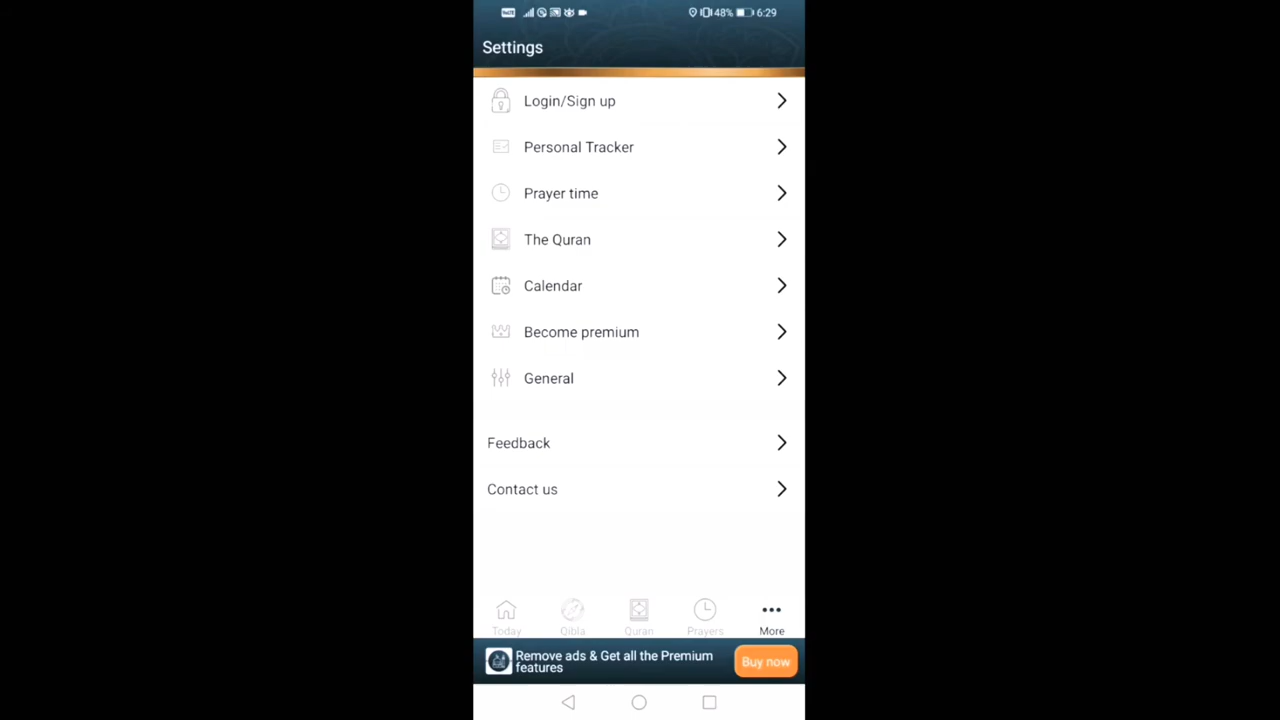 48% 6:29
Settings
Login/Sign up
Personal Tracker
Prayer time
The Quran
Calendar
Become premium
General
Feedback
Contact us
Today Qibla Quran Prayers More
Remove ads & Get all the Premium
features
Buy now